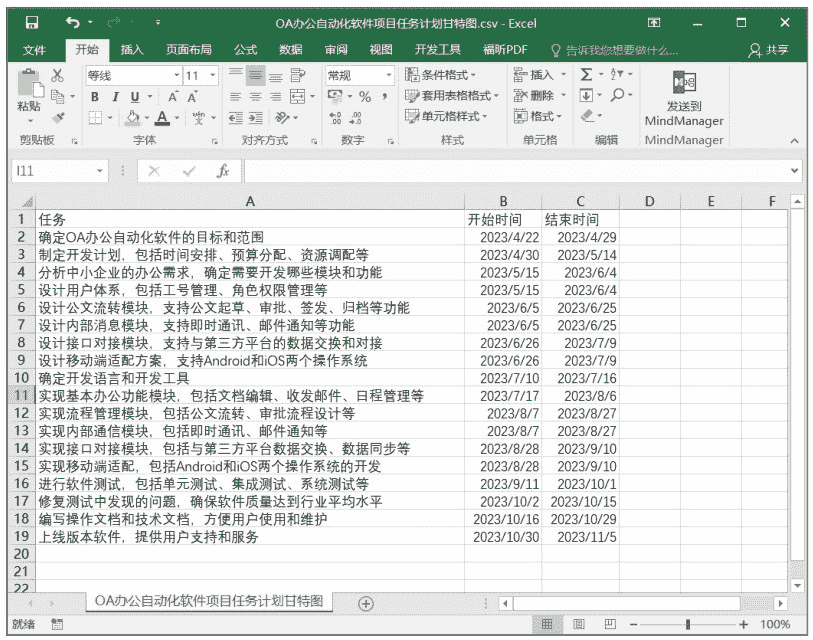 OA办公自动化软件项目任务计划甘特图.csv - Excel
文件 开始 插入 页面布局 公式 数据 审阅 视图 开发工具 福昕PDF 告诉我您想要做什么... 共享
等线 11 常规 条件格式 插入
粘贴 B I U A A % 套用表格格式 删除 发送到 MindManager
单元格样式 格式
剪贴板 字体 对齐方式 数字 样式 单元格 编辑 MindManager
I11 fx
A B C D E F
1 任务 开始时间 结束时间
2 确定OA办公自动化软件的目标和范围 2023/4/22 2023/4/29
3 制定开发计划，包括时间安排、预算分配、资源调配等 2023/4/30 2023/5/14
4 分析中小企业的办公需求，确定需要开发哪些模块和功能 2023/5/15 2023/6/4
5 设计用户体系，包括工号管理、角色权限管理等 2023/5/15 2023/6/4
6 设计公文流转模块，支持公文起草、审批、签发、归档等功能 2023/6/5 2023/6/25
7 设计内部消息模块，支持即时通讯、邮件通知等功能 2023/6/5 2023/6/25
8 设计接口对接模块，支持与第三方平台的数据交换和对接 2023/6/26 2023/7/9
9 设计移动端适配方案，支持Android和iOS两个操作系统 2023/6/26 2023/7/9
10 确定开发语言和开发工具 2023/7/10 2023/7/16
11 实现基本办公功能模块，包括文档编辑、收发邮件、日程管理等 2023/7/17 2023/8/6
12 实现流程管理模块，包括公文流转、审批流程设计等 2023/8/7 2023/8/27
13 实现内部通信模块，包括即时通讯、邮件通知等 2023/8/7 2023/8/27
14 实现接口对接模块，包括与第三方平台数据交换、数据同步等 2023/8/28 2023/9/10
15 实现移动端适配，包括Android和iOS两个操作系统的开发 2023/8/28 2023/9/10
16 进行软件测试，包括单元测试、集成测试、系统测试等 2023/9/11 2023/10/1
17 修复测试中发现的问题，确保软件质量达到行业平均水平 2023/10/2 2023/10/15
18 编写操作文档和技术文档，方便用户使用和维护 2023/10/16 2023/10/29
19 上线版本软件，提供用户支持和服务 2023/10/30 2023/11/5
20
21
22
OA办公自动化软件项目任务计划甘特图
就绪 100%